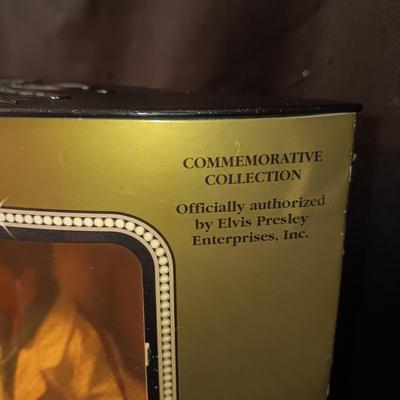 COMMEMORATIVE
COLLECTION
Officially authorized
by Elvis Presley
Enterprises, Inc.